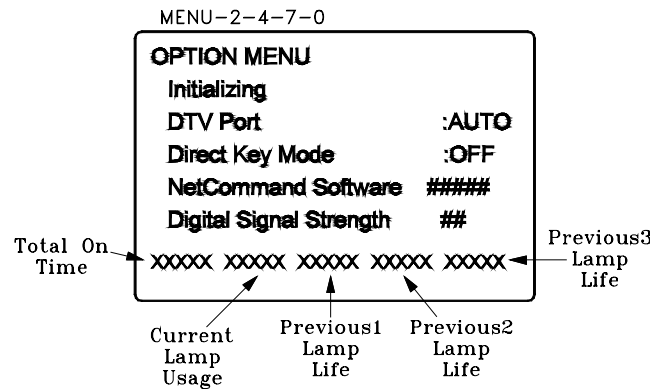 MENU-2-4-7-0
OPTION MENU
Initializing
DTV Port :AUTO
Direct Key Mode :OFF
NetCommand Software #####
Digital Signal Strength ##
Total On
Time
XXXXX XXXXX XXXXX XXXXX XXXXX
Previous3
Lamp
Life
Current
Lamp
Usage
Previous1
Lamp
Life
Previous2
Lamp
Life